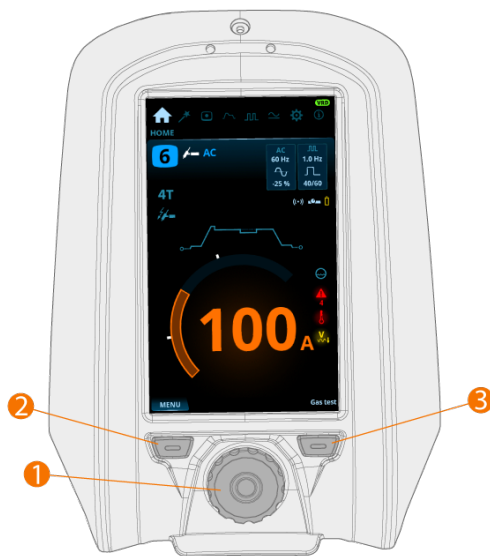 VRD
HOME
6 AC
AC
60 Hz
-25 %
1.0 Hz
40/60
4T
100 A
V
MENU
Gas test
1
2
3